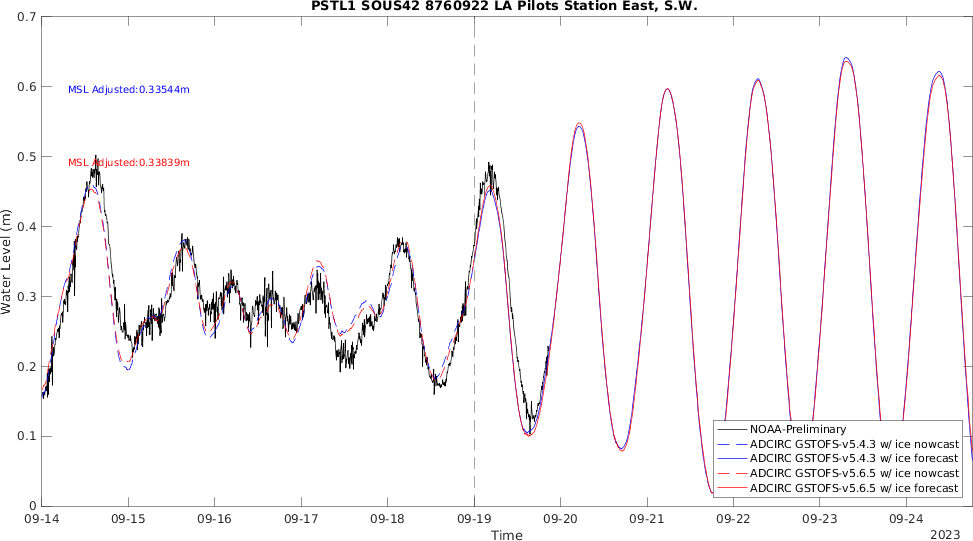 PSTL1 SOUS42 8760922 LA Pilots Station East, S.W.
0.7
0.6
0.5
0.4
0.3
0.2
0.1
0
Water Level (m)
MSL Adjusted:0.33544m
MSL Adjusted:0.33839m
NOAA-Preliminary
ADCIRC GSTOFS-v5.4.3 w/ ice nowcast
ADCIRC GSTOFS-v5.4.3 w/ ice forecast
ADCIRC GSTOFS-v5.6.5 w/ ice nowcast
ADCIRC GSTOFS-v5.6.5 w/ ice forecast
09-14 09-15 09-16 09-17 09-18 09-19 09-20 09-21 09-22 09-23 09-24
Time
2023